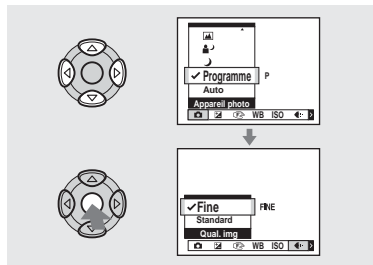 Programme P
Auto
Appareil photo
WB ISO
Fine FINE
Standard
Qual. img
WB ISO